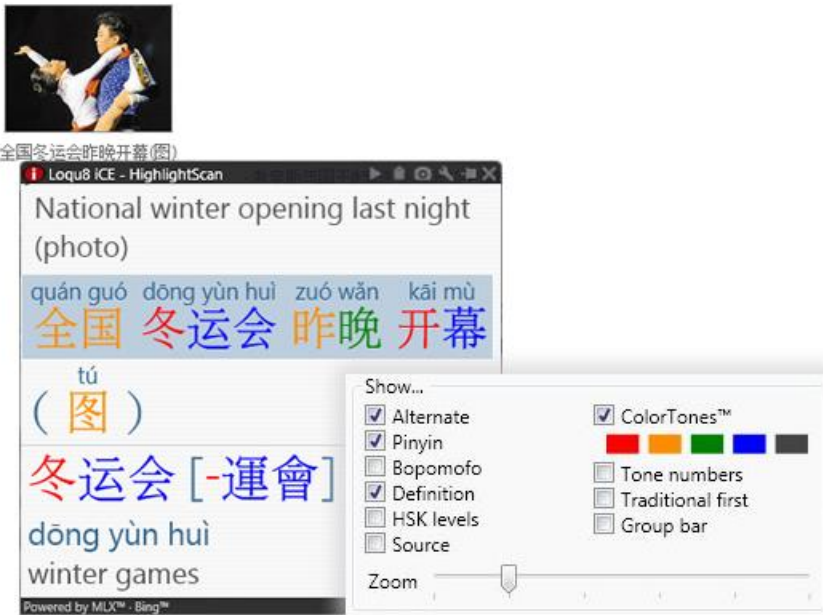 全国冬运会昨晚开幕(图)
Loqu8 iCE - HighlightScan
National winter opening last night
(photo)
quán guó dōng yùn huì zuó wǎn kāi mù
全国 冬运会 昨晚 开幕
tú
( 图 )
冬运会 [-運會]
dōng yùn huì
winter games
Powered by MLX™ - Bing™
Show...
Alternate
Pinyin
Bopomofo
Definition
HSK levels
Source
ColorTones™
Tone numbers
Traditional first
Group bar
Zoom